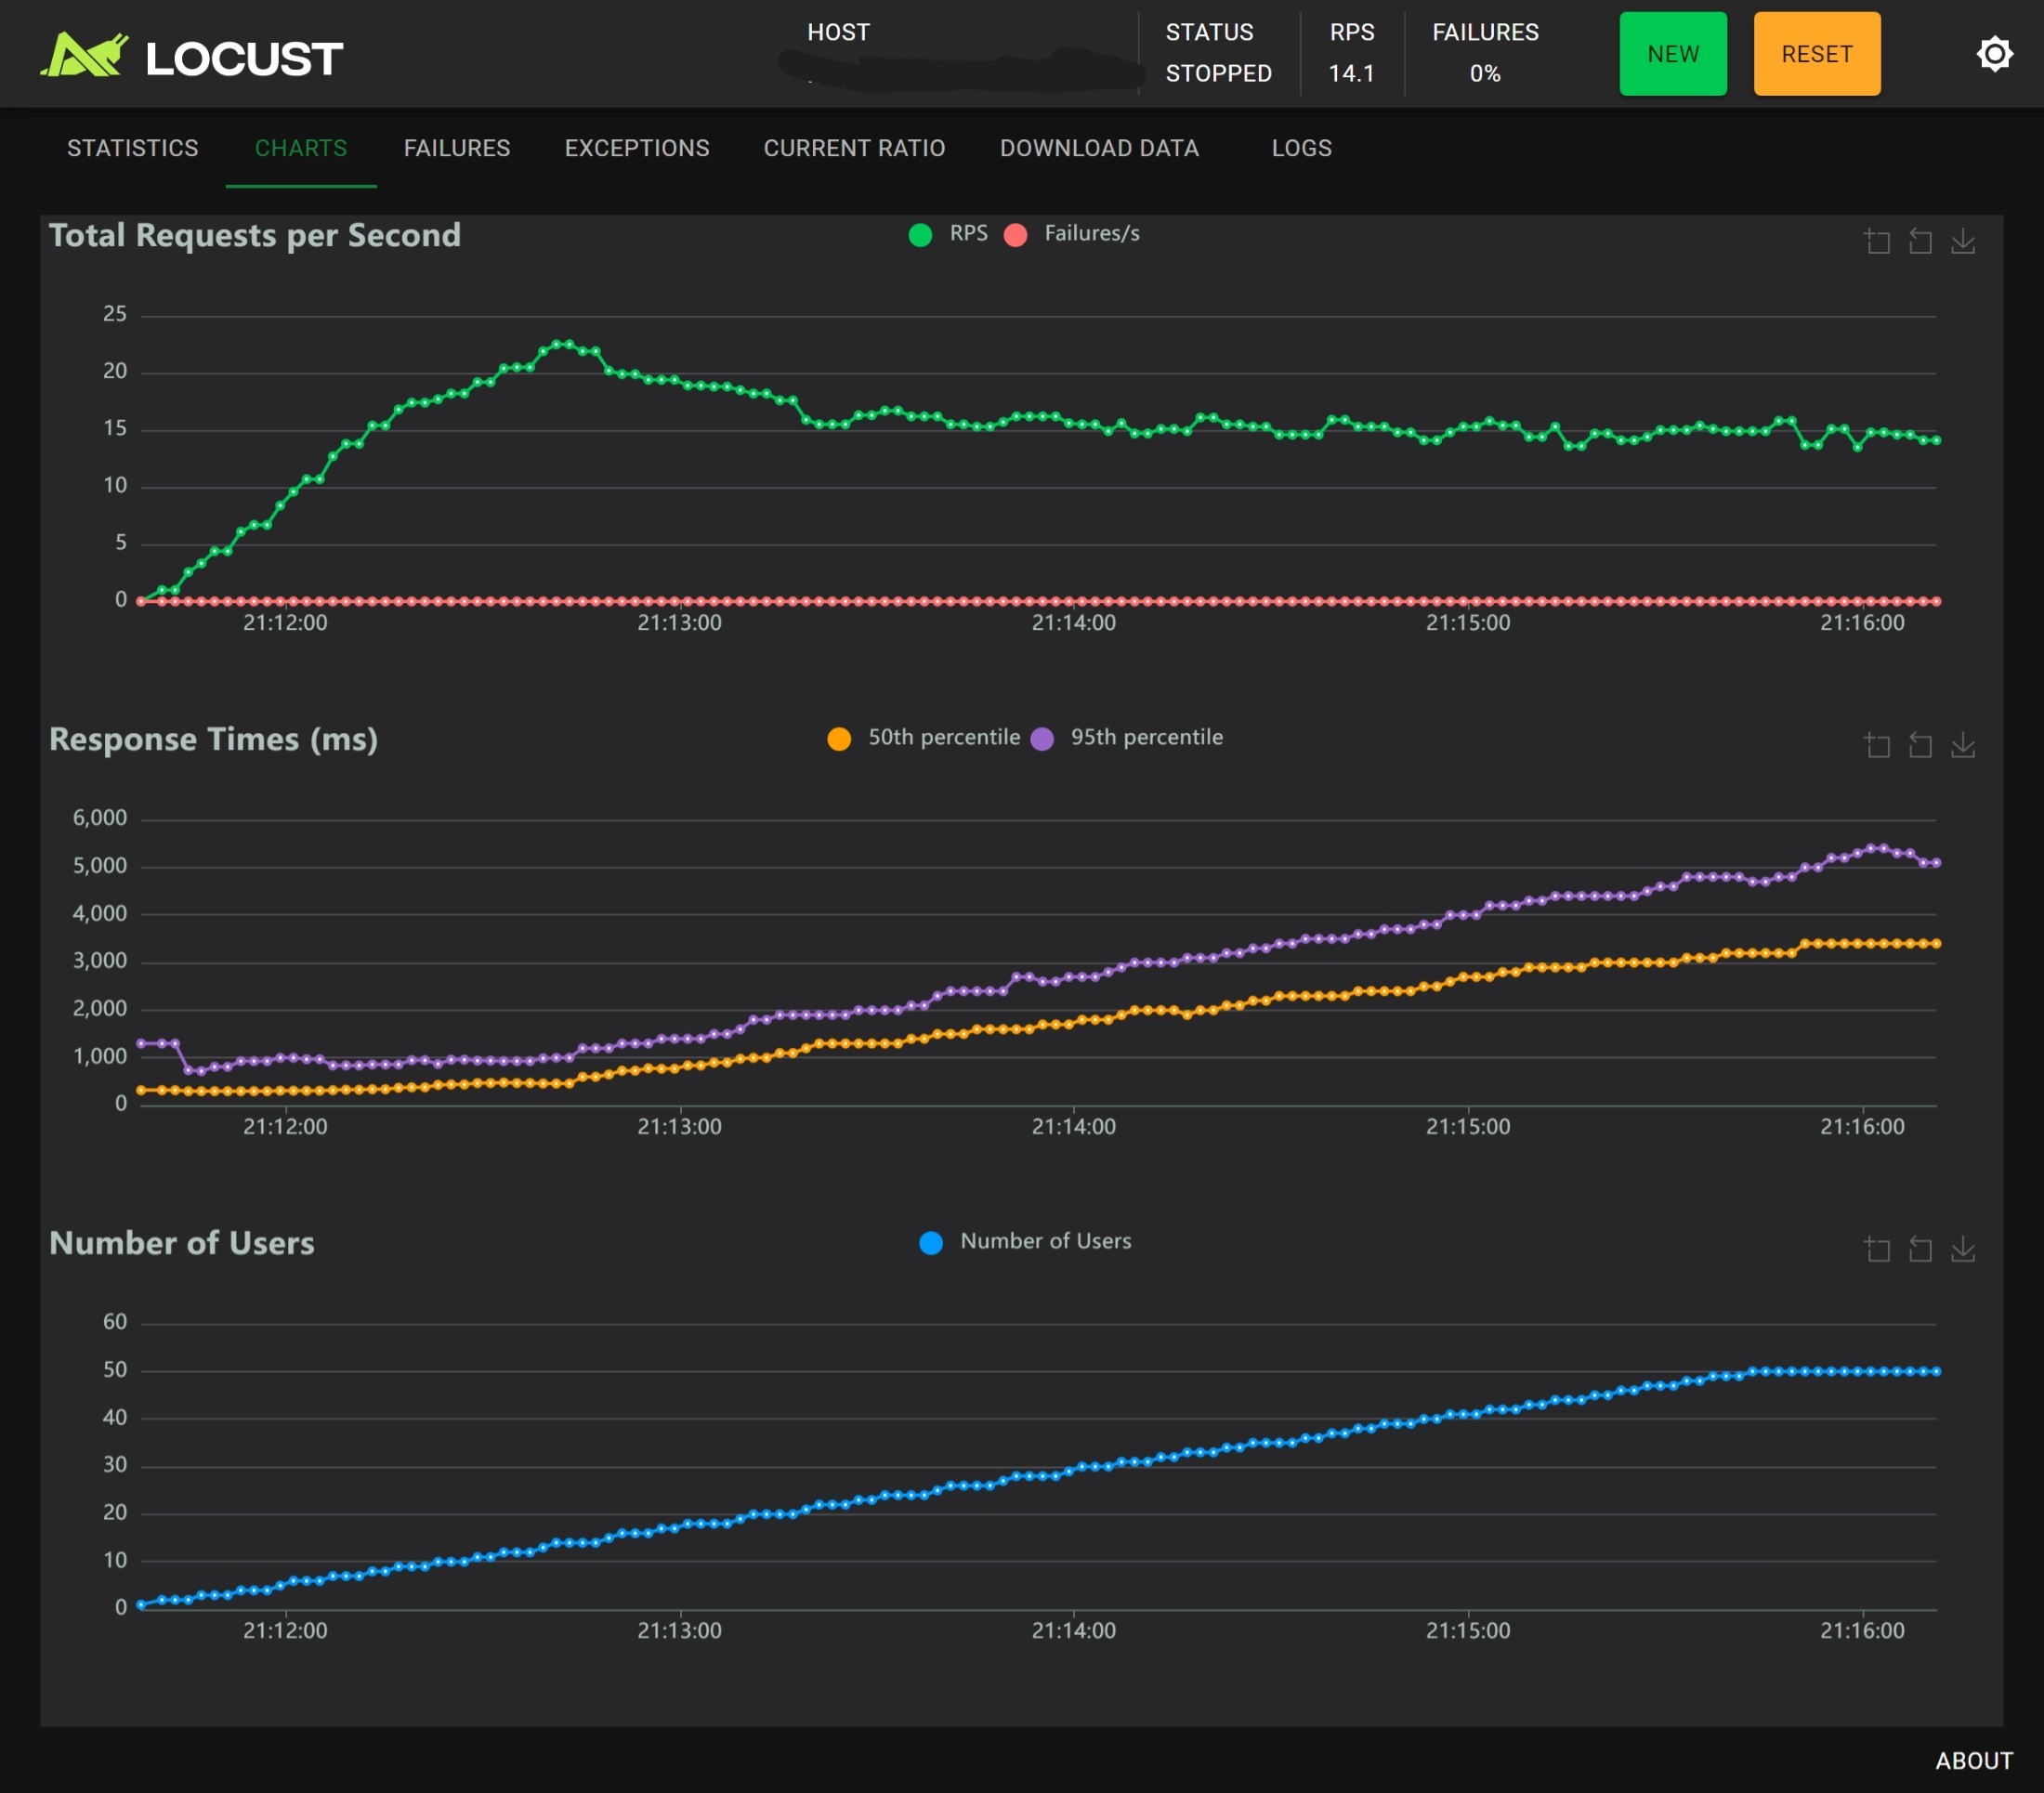 LOCUST
HOST
STATUS
STOPPED
RPS
14.1
FAILURES
0%
NEW
RESET
STATISTICS CHARTS FAILURES EXCEPTIONS CURRENT RATIO DOWNLOAD DATA LOGS
Total Requests per Second
RPS Failures/s
25
20
15
10
5
0
21:12:00 21:13:00 21:14:00 21:15:00 21:16:00
Response Times (ms)
50th percentile 95th percentile
6,000
5,000
4,000
3,000
2,000
1,000
0
21:12:00 21:13:00 21:14:00 21:15:00 21:16:00
Number of Users
Number of Users
60
50
40
30
20
10
0
21:12:00 21:13:00 21:14:00 21:15:00 21:16:00
ABOUT